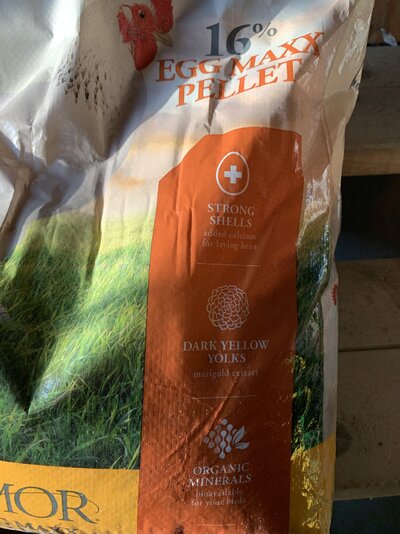 16%
EGG MAXX
PELLET
STRONG
SHELLS
added calcium
for laying hens
DARK YELLOW
YOLKS
marigold extract
ORGANIC
MINERALS
bioavailable
for your birds
MOR
MAXX